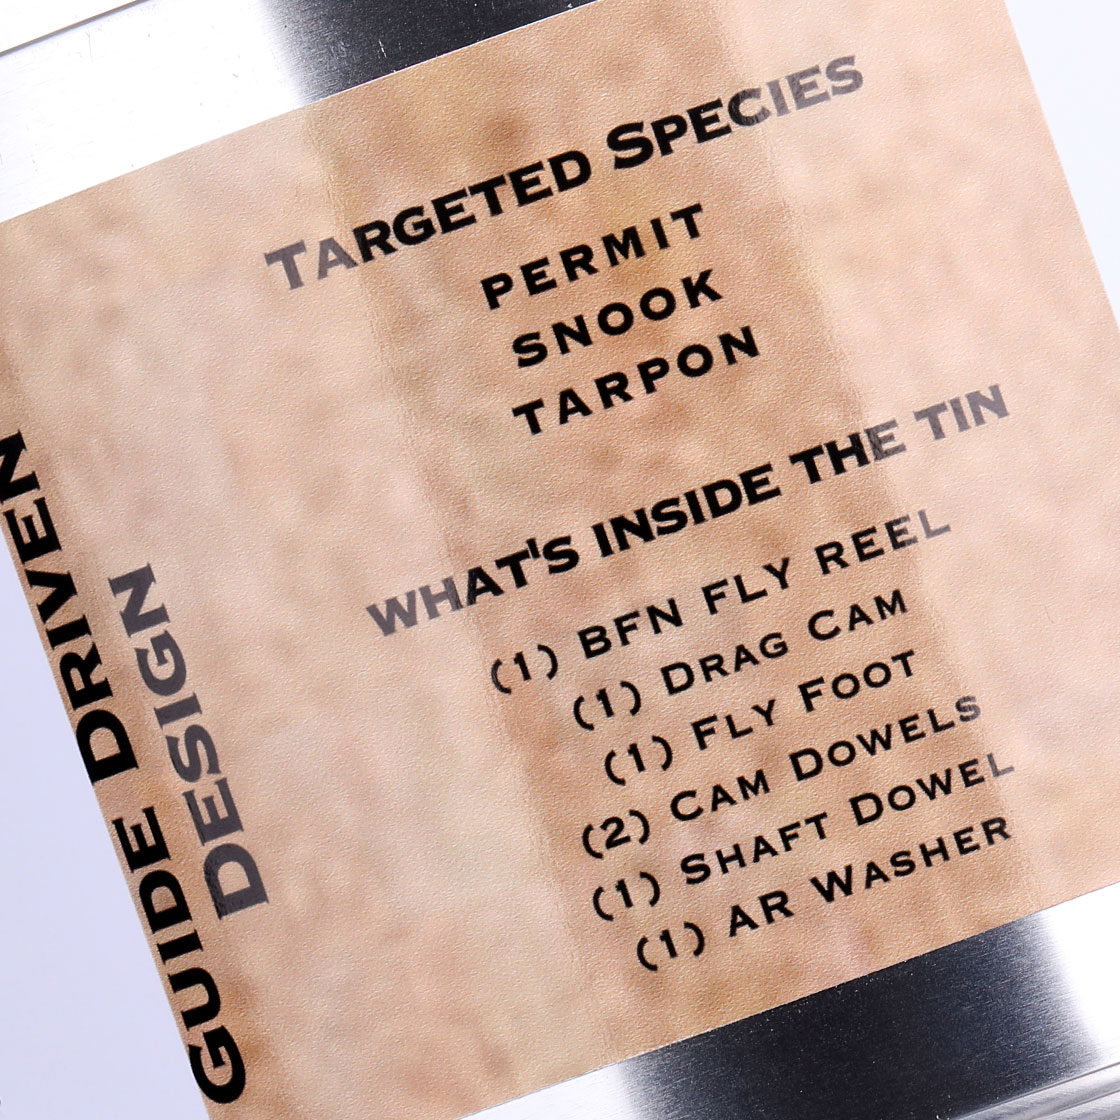 Targeted Species
PERMIT
SNOOK
TARPON
WHAT'S INSIDE THE TIN
(1) BFN FLY REEL
(1) DRAG CAM
(1) FLY FOOT
(2) CAM DOWELS
(1) SHAFT DOWEL
(1) AR WASHER
GUIDE DRIVEN
DESIGN